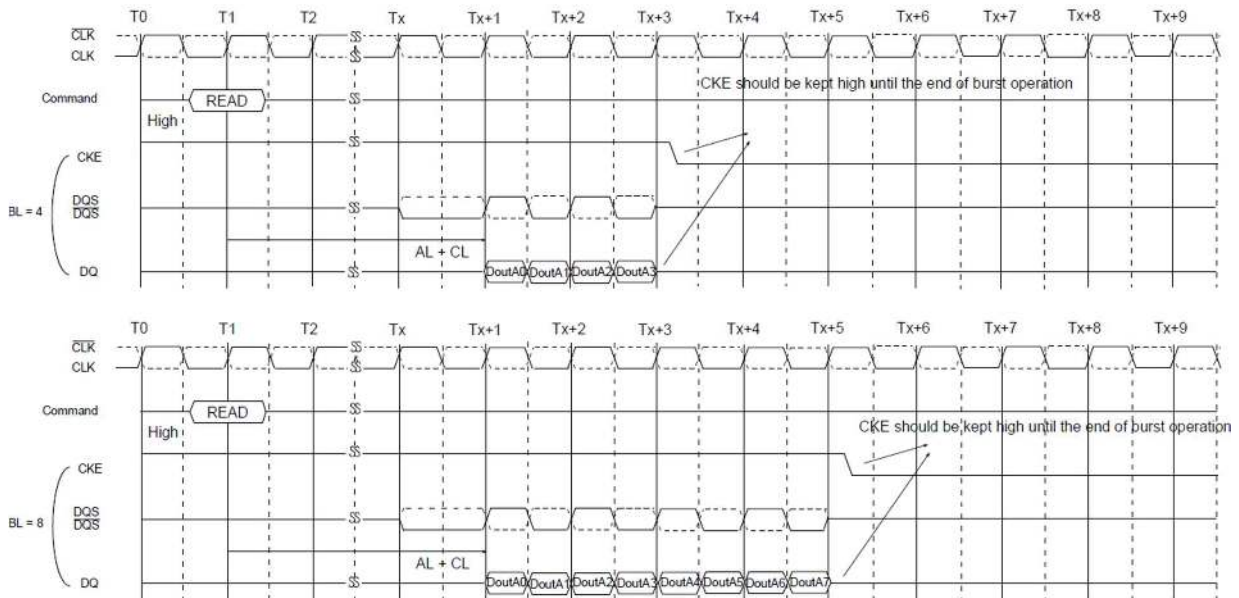 T0 T1 T2 Tx Tx+1 Tx+2 Tx+3 Tx+4 Tx+5 Tx+6 Tx+7 Tx+8 Tx+9
CLK
CLK
CKE should be kept high until the end of burst operation
Command READ
High
CKE
DQS
DQS
BL = 4
AL + CL
DQ DoutA0 DoutA1 DoutA2 DoutA3
T0 T1 T2 Tx Tx+1 Tx+2 Tx+3 Tx+4 Tx+5 Tx+6 Tx+7 Tx+8 Tx+9
CLK
CLK
Command READ
CKE should be kept high until the end of burst operation
High
CKE
DQS
DQS
BL = 8
AL + CL
DQ DoutA0 DoutA1 DoutA2 DoutA3 DoutA4 DoutA5 DoutA6 DoutA7